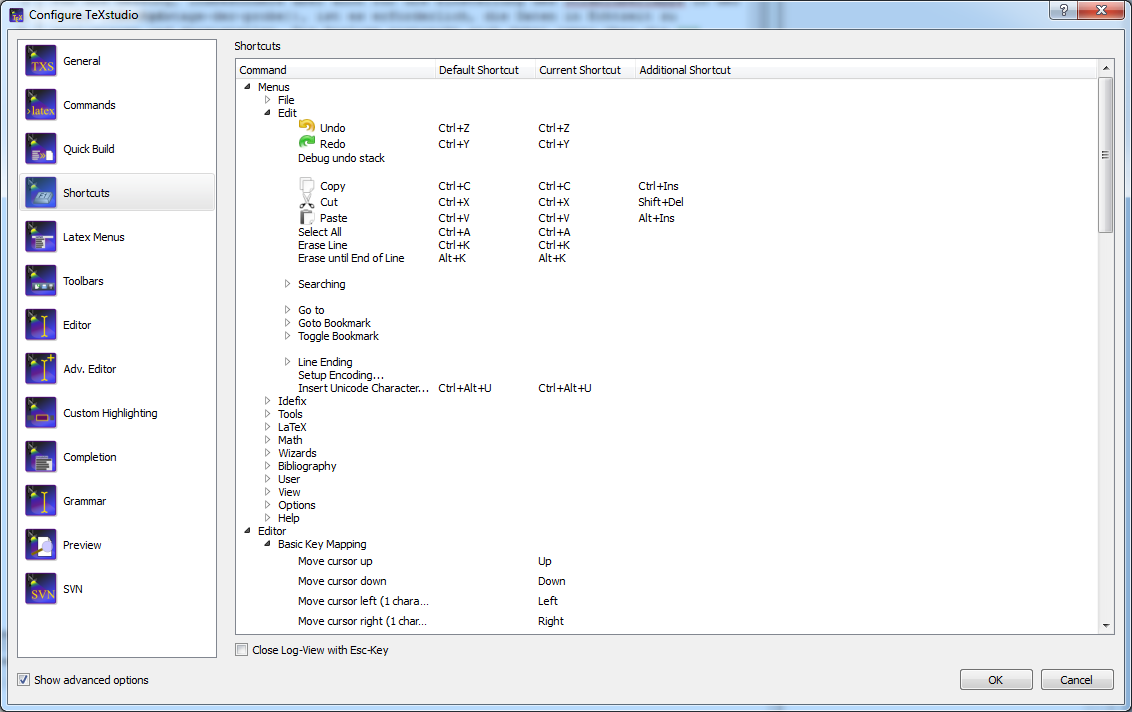 Configure TeXstudio
General
Commands
Quick Build
Shortcuts
Latex Menus
Toolbars
Editor
Adv. Editor
Custom Highlighting
Completion
Grammar
Preview
SVN
TXS
>latex
SVN
Shortcuts
Command Default Shortcut Current Shortcut Additional Shortcut
Menus
File
Edit
Undo Ctrl+Z Ctrl+Z
Redo Ctrl+Y Ctrl+Y
Debug undo stack
Copy Ctrl+C Ctrl+C Ctrl+Ins
Cut Ctrl+X Ctrl+X Shift+Del
Paste Ctrl+V Ctrl+V Alt+Ins
Select All Ctrl+A Ctrl+A
Erase Line Ctrl+K Ctrl+K
Erase until End of Line Alt+K Alt+K
Searching
Go to
Goto Bookmark
Toggle Bookmark
Line Ending
Setup Encoding...
Insert Unicode Character... Ctrl+Alt+U Ctrl+Alt+U
Idefix
Tools
LaTeX
Math
Wizards
Bibliography
User
View
Options
Help
Editor
Basic Key Mapping
Move cursor up Up
Move cursor down Down
Move cursor left (1 chara... Left
Move cursor right (1 char... Right
Close Log-View with Esc-Key
Show advanced options
OK Cancel